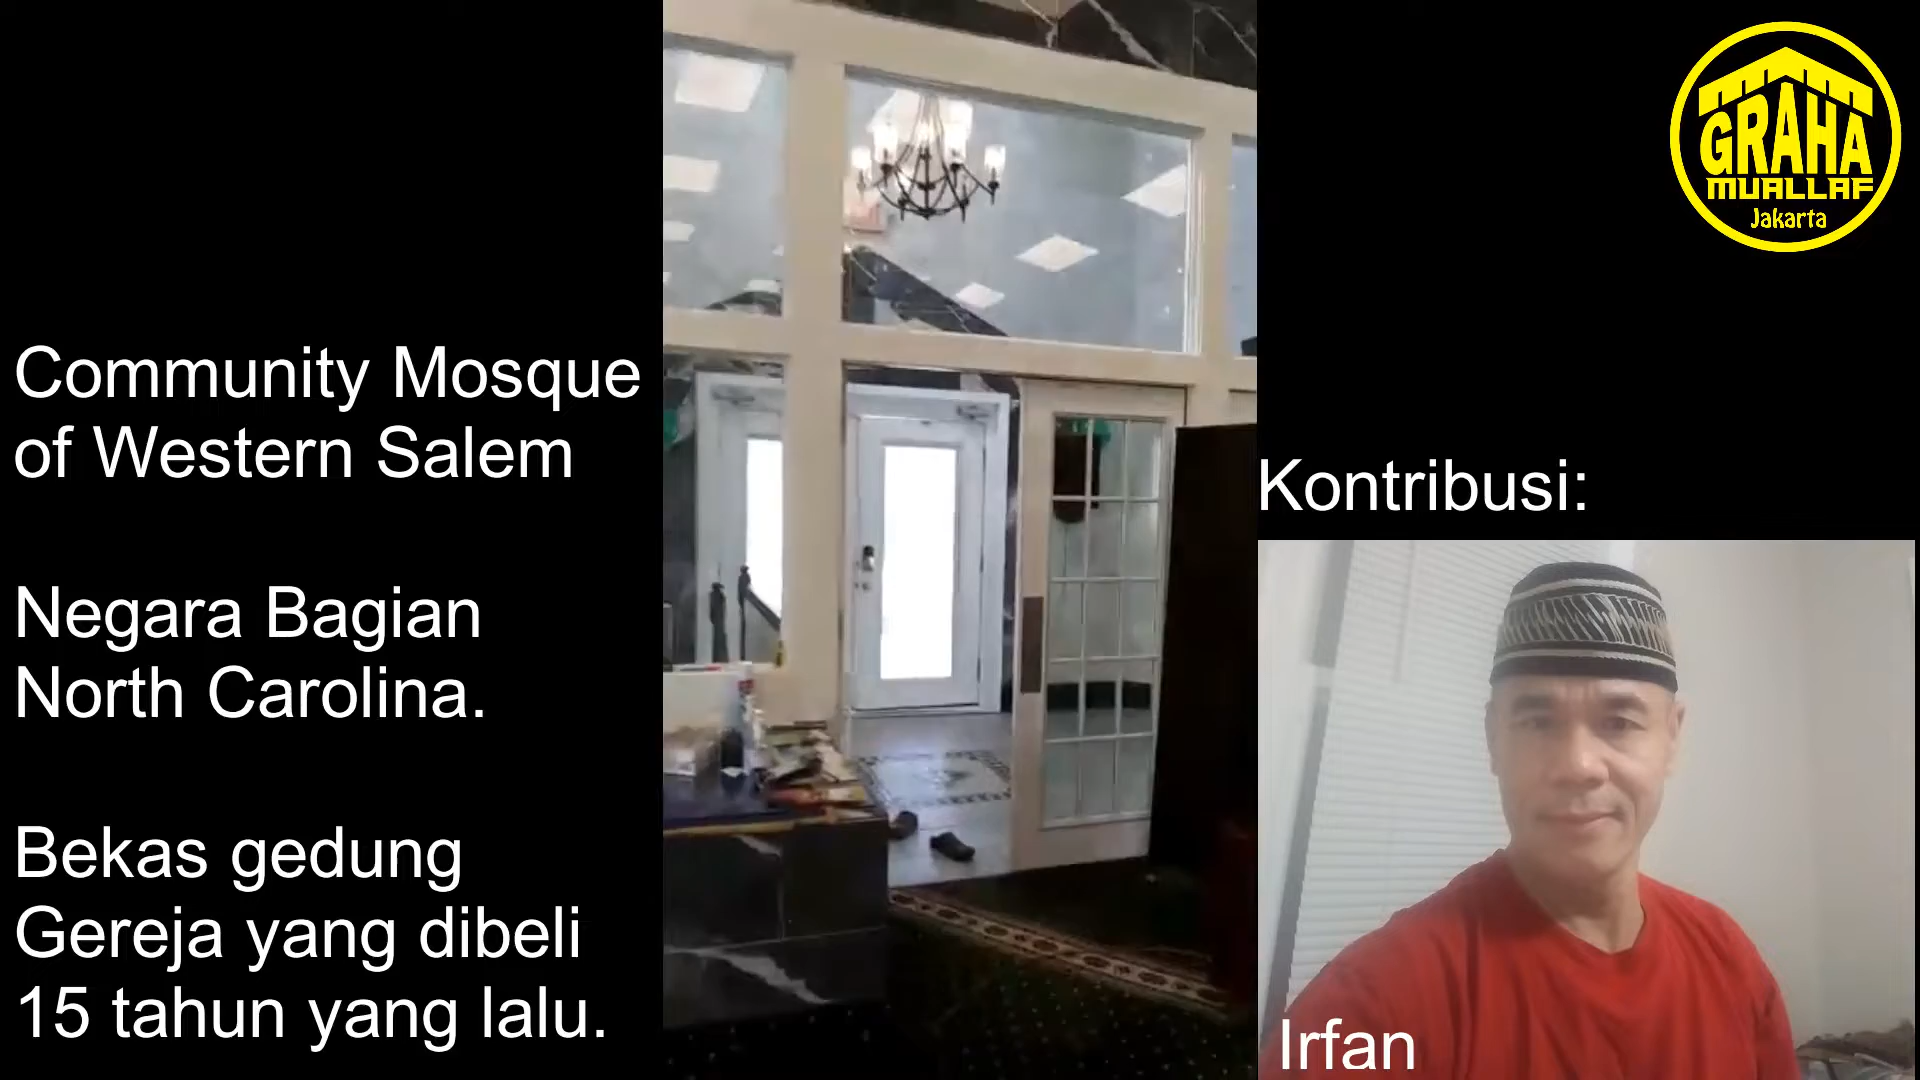 Community Mosque
of Western Salem
Negara Bagian
North Carolina.
Bekas gedung
Gereja yang dibeli
15 tahun yang lalu.
GRAHA
MUALLAF
Jakarta
Kontribusi:
Irfan